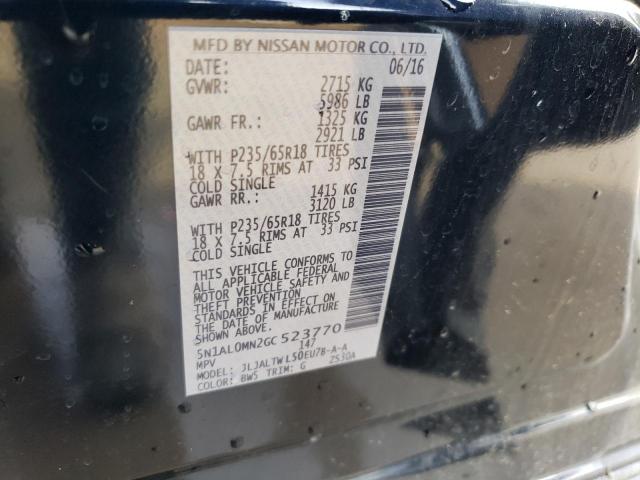 MFD BY NISSAN MOTOR CO., LTD.
DATE: 06/16
GVWR: 2715 KG
5986 LB
GAWR FR.: 1325 KG
2921 LB
WITH P235/65R18 TIRES
18 X 7.5 RIMS AT 33 PSI
COLD SINGLE
GAWR RR.: 1415 KG
3120 LB
WITH P235/65R18 TIRES
18 X 7.5 RIMS AT 33 PSI
COLD SINGLE
THIS VEHICLE CONFORMS TO
ALL APPLICABLE FEDERAL
MOTOR VEHICLE SAFETY AND
THEFT PREVENTION
STANDARDS IN EFFECT ON
THE DATE OF MANUFACTURE
SHOWN ABOVE.
5N1AL0MN2GC523770
MPV 147
MODEL: JLJALTWL50EU7B-A-A
COLOR: BW5 TRIM: G 2530A